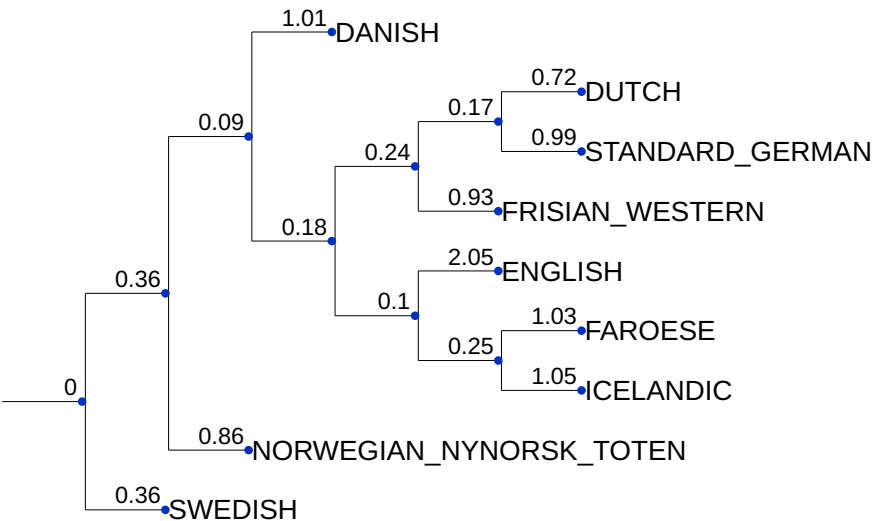 1.01 DANISH
0.72 DUTCH
0.17
0.09
0.99 STANDARD_GERMAN
0.24
0.93 FRISIAN_WESTERN
0.18
2.05 ENGLISH
0.36
0.1
1.03 FAROESE
0.25
1.05 ICELANDIC
0
0.86 NORWEGIAN_NYNORSK_TOTEN
0.36 SWEDISH